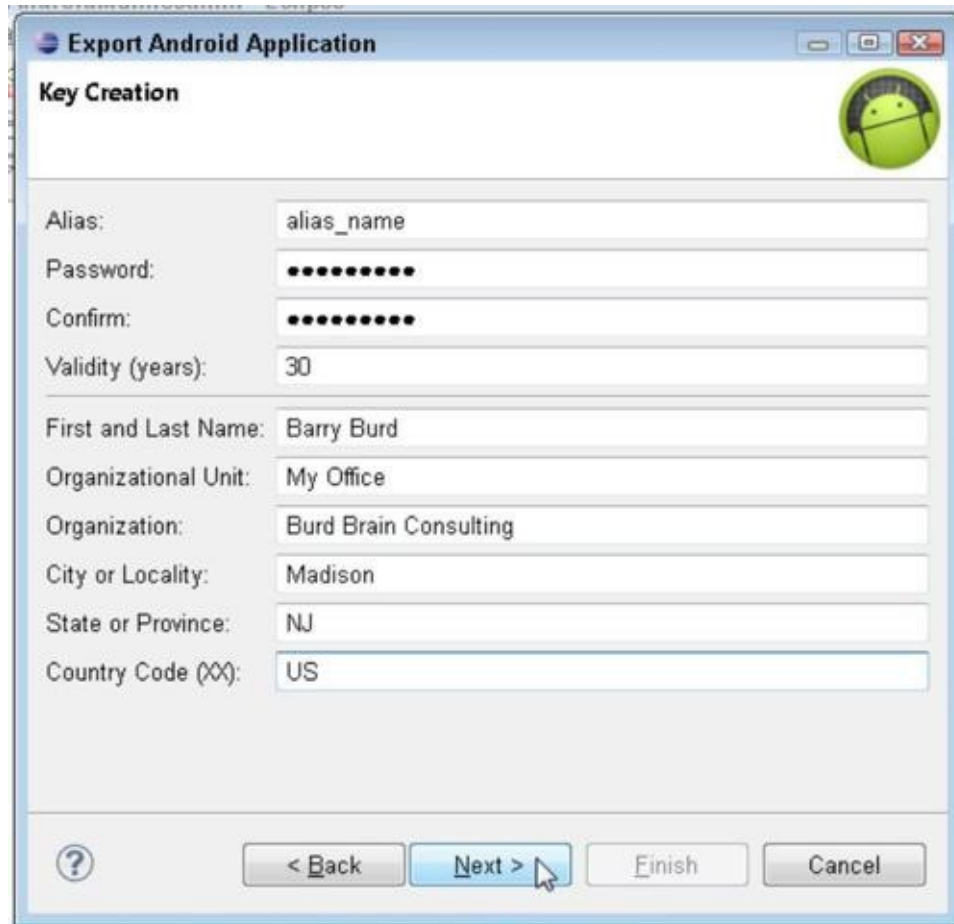 Export Android Application
Key Creation
Alias: alias_name
Password: •••••••••
Confirm: •••••••••
Validity (years): 30
First and Last Name: Barry Burd
Organizational Unit: My Office
Organization: Burd Brain Consulting
City or Locality: Madison
State or Province: NJ
Country Code (XX): US
? < Back Next > Finish Cancel